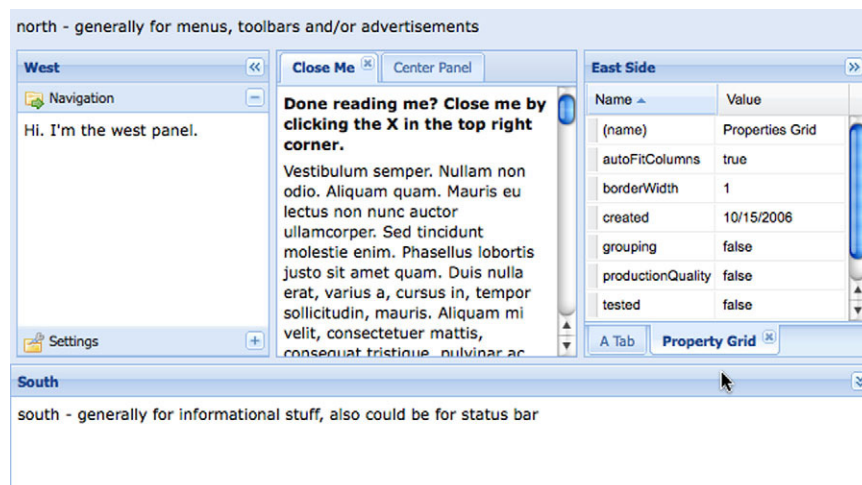 north - generally for menus, toolbars and/or advertisements
West
Navigation
Hi. I'm the west panel.
Settings
Close Me
Center Panel
Done reading me? Close me by
clicking the X in the top right
corner.
Vestibulum semper. Nullam non
odio. Aliquam quam. Mauris eu
lectus non nunc auctor
ullamcorper. Sed tincidunt
molestie enim. Phasellus lobortis
justo sit amet quam. Duis nulla
erat, varius a, cursus in, tempor
sollicitudin, mauris. Aliquam mi
velit, consectetuer mattis,
consequat tristique, pulvinar ac
East Side
Name Value
(name) Properties Grid
autoFitColumns true
borderWidth 1
created 10/15/2006
grouping false
productionQuality false
tested false
A Tab
Property Grid
South
south - generally for informational stuff, also could be for status bar